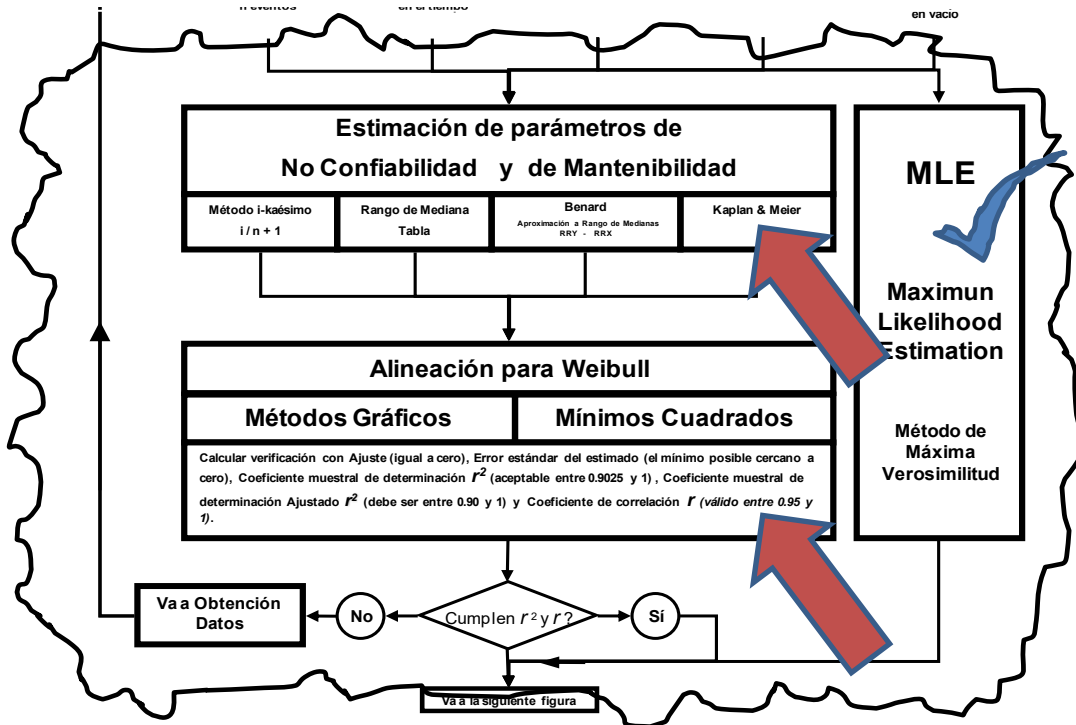 n eventos
en el tiempo
en vacío
Estimación de parámetros de
No Confiabilidad y de Mantenibilidad
Método i-kaésimo
i / n + 1
Rango de Mediana
Tabla
Benard
Aproximación a Rango de Medianas
RRY - RRX
Kaplan & Meier
MLE
Maximun
Likelihood
Estimation
Método de
Máxima
Verosimilitud
Alineación para Weibull
Métodos Gráficos
Mínimos Cuadrados
Calcular verificación con Ajuste (igual a cero), Error estándar del estimado (el mínimo posible cercano a
cero), Coeficiente muestral de determinación r² (aceptable entre 0.9025 y 1) , Coeficiente muestral de
determinación Ajustado r² (debe ser entre 0.90 y 1) y Coeficiente de correlación r (válido entre 0.95 y
1).
Va a Obtención
Datos
No
Cumplen r² y r ?
Sí
Va a la siguiente figura